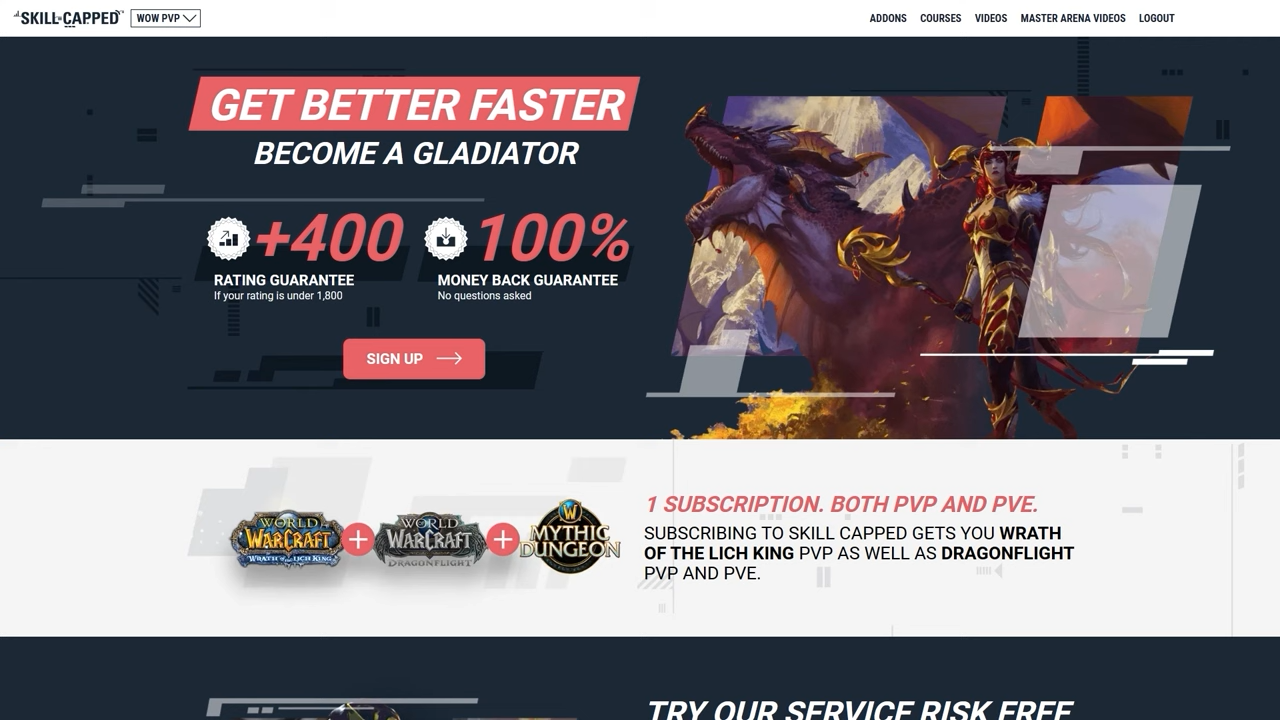 SKILL CAPPED
WOW PVP
ADDONS COURSES VIDEOS MASTER ARENA VIDEOS LOGOUT
GET BETTER FASTER
BECOME A GLADIATOR
+400
RATING GUARANTEE
If your rating is under 1,800
100%
MONEY BACK GUARANTEE
No questions asked
SIGN UP
WORLD
WARCRAFT
WRATH OF THE LICH KING
WORLD
WARCRAFT
DRAGONFLIGHT
W
MYTHIC
DUNGEON
1 SUBSCRIPTION. BOTH PVP AND PVE.
SUBSCRIBING TO SKILL CAPPED GETS YOU WRATH
OF THE LICH KING PVP AS WELL AS DRAGONFLIGHT
PVP AND PVE.
TRY OUR SERVICE RISK FREE